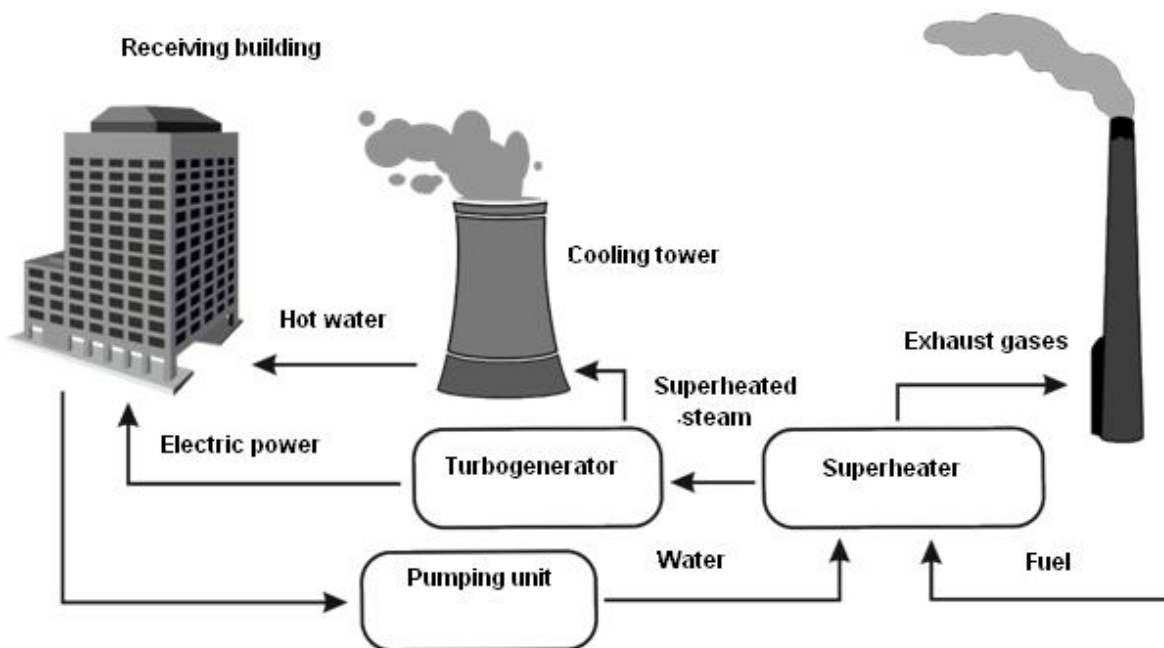 Receiving building
Cooling tower
Hot water
Exhaust gases
Superheated
.steam
Electric power
Turbogenerator
Superheater
Pumping unit
Water
Fuel